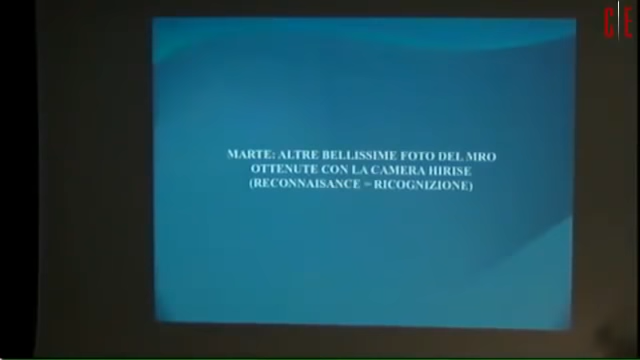 C E
MARTE: ALTRE BELLISSIME FOTO DEL MRO
OTTENUTE CON LA CAMERA HIRISE
(RECONNAISANCE = RICOGNIZIONE)